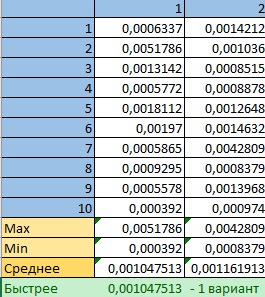 1 2
1 0,0006337 0,0014212
2 0,0051786 0,001036
3 0,0013142 0,0008515
4 0,0005772 0,0008878
5 0,0018112 0,0012648
6 0,00197 0,0014632
7 0,0005865 0,0042809
8 0,0009295 0,0008379
9 0,0005578 0,0013968
10 0,000392 0,000974
Max 0,0051786 0,0042809
Min 0,000392 0,0008379
Среднее 0,001047513 0,001161913
Быстрее 0,001047513 - 1 вариант